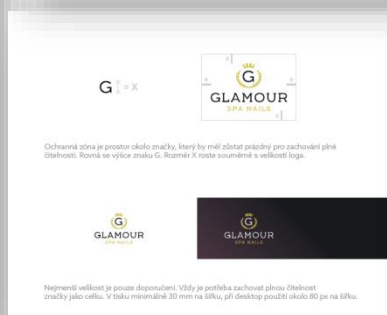 G = X
x
x
x
x
G
GLAMOUR
SPA NAILS
Ochranná zóna je prostor okolo značky, který by měl zůstat prázdný pro zachování plné
čitelnosti. Rovná se výšce znaku G. Rozměr X roste souměrně s velikostí loga.
G
GLAMOUR
SPA NAILS
G
GLAMOUR
SPA NAILS
Nejmenší velikost je pouze doporučení. Vždy je potřeba zachovat plnou čitelnost
značky jako celku. V tisku minimálně 30 mm na šířku, při desktop použití okolo 80 px na šířku.